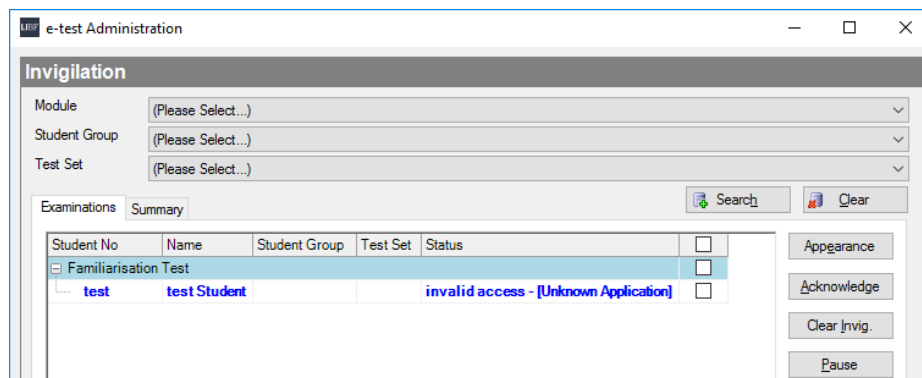 LIBF e-test Administration
Invigilation
Module (Please Select...)
Student Group (Please Select...)
Test Set (Please Select...)
Search Clear
Examinations Summary
Student No Name Student Group Test Set Status
Appearance
Familiarisation Test
test test Student invalid access - [Unknown Application]
Acknowledge
Clear Invig.
Pause